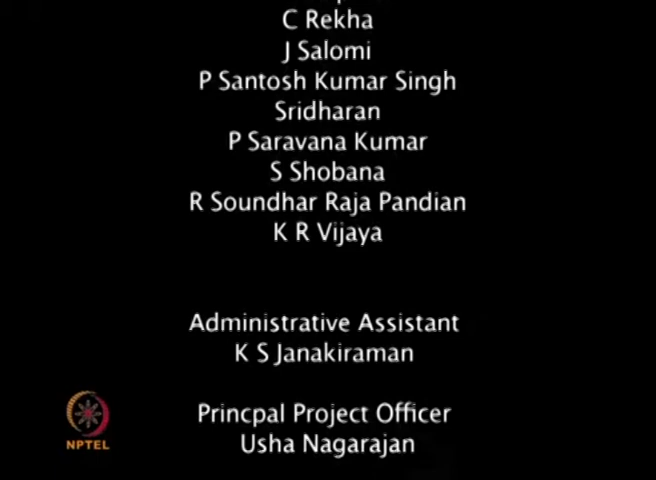 C Rekha
J Salomi
P Santosh Kumar Singh
Sridharan
P Saravana Kumar
S Shobana
R Soundhar Raja Pandian
K R Vijaya
Administrative Assistant
K S Janakiraman
Princpal Project Officer
Usha Nagarajan
NPTEL